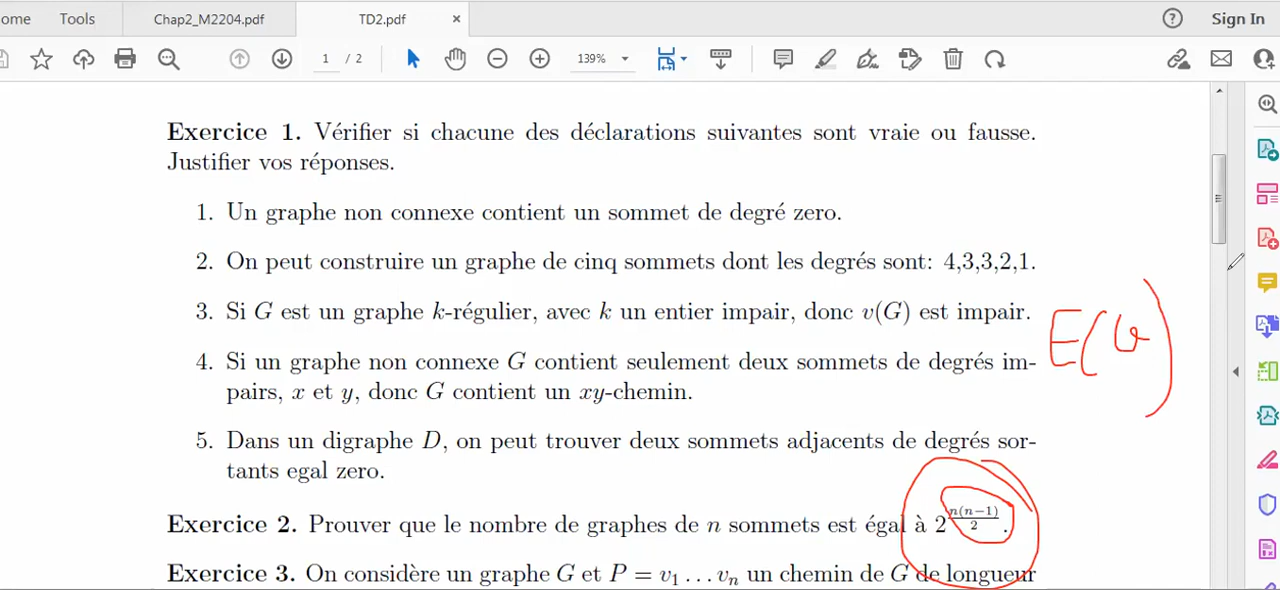 ome Tools Chap2_M2204.pdf TD2.pdf × ? Sign In
1 / 2 139%
Exercice 1. Vérifier si chacune des déclarations suivantes sont vraie ou fausse.
Justifier vos réponses.
1. Un graphe non connexe contient un sommet de degré zero.
2. On peut construire un graphe de cinq sommets dont les degrés sont: 4,3,3,2,1.
3. Si G est un graphe k-régulier, avec k un entier impair, donc v(G) est impair.
E(G)
4. Si un graphe non connexe G contient seulement deux sommets de degrés im-
pairs, x et y, donc G contient un xy-chemin.
5. Dans un digraphe D, on peut trouver deux sommets adjacents de degrés sor-
tants egal zero.
Exercice 2. Prouver que le nombre de graphes de n sommets est égal à 2^{\frac{n(n−1)}{2}}.
Exercice 3. On considère un graphe G et P = v₁ . . . vₙ un chemin de G de longueur